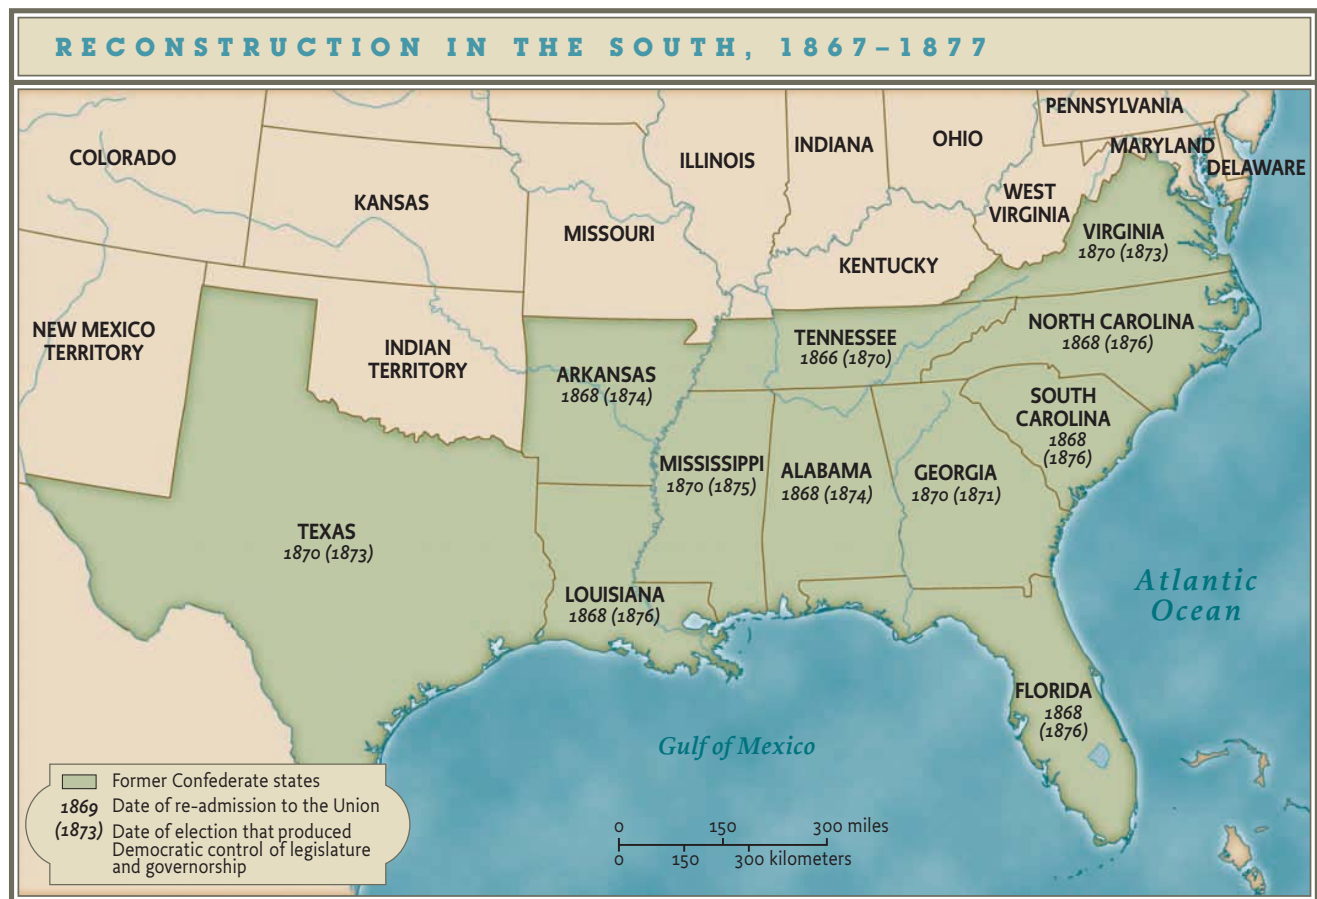 RECONSTRUCTION IN THE SOUTH, 1867–1877
PENNSYLVANIA
COLORADO
ILLINOIS
INDIANA
OHIO
MARYLAND
DELAWARE
KANSAS
MISSOURI
WEST
VIRGINIA
VIRGINIA
1870 (1873)
KENTUCKY
NEW MEXICO
TERRITORY
INDIAN
TERRITORY
TENNESSEE
1866 (1870)
NORTH CAROLINA
1868 (1876)
ARKANSAS
1868 (1874)
SOUTH
CAROLINA
1868
(1876)
MISSISSIPPI
1870 (1875)
ALABAMA
1868 (1874)
GEORGIA
1870 (1871)
TEXAS
1870 (1873)
LOUISIANA
1868 (1876)
Atlantic
Ocean
FLORIDA
1868
(1876)
Gulf of Mexico
Former Confederate states
1869 Date of re-admission to the Union
(1873) Date of election that produced
Democratic control of legislature
and governorship
0 150 300 miles
0 150 300 kilometers